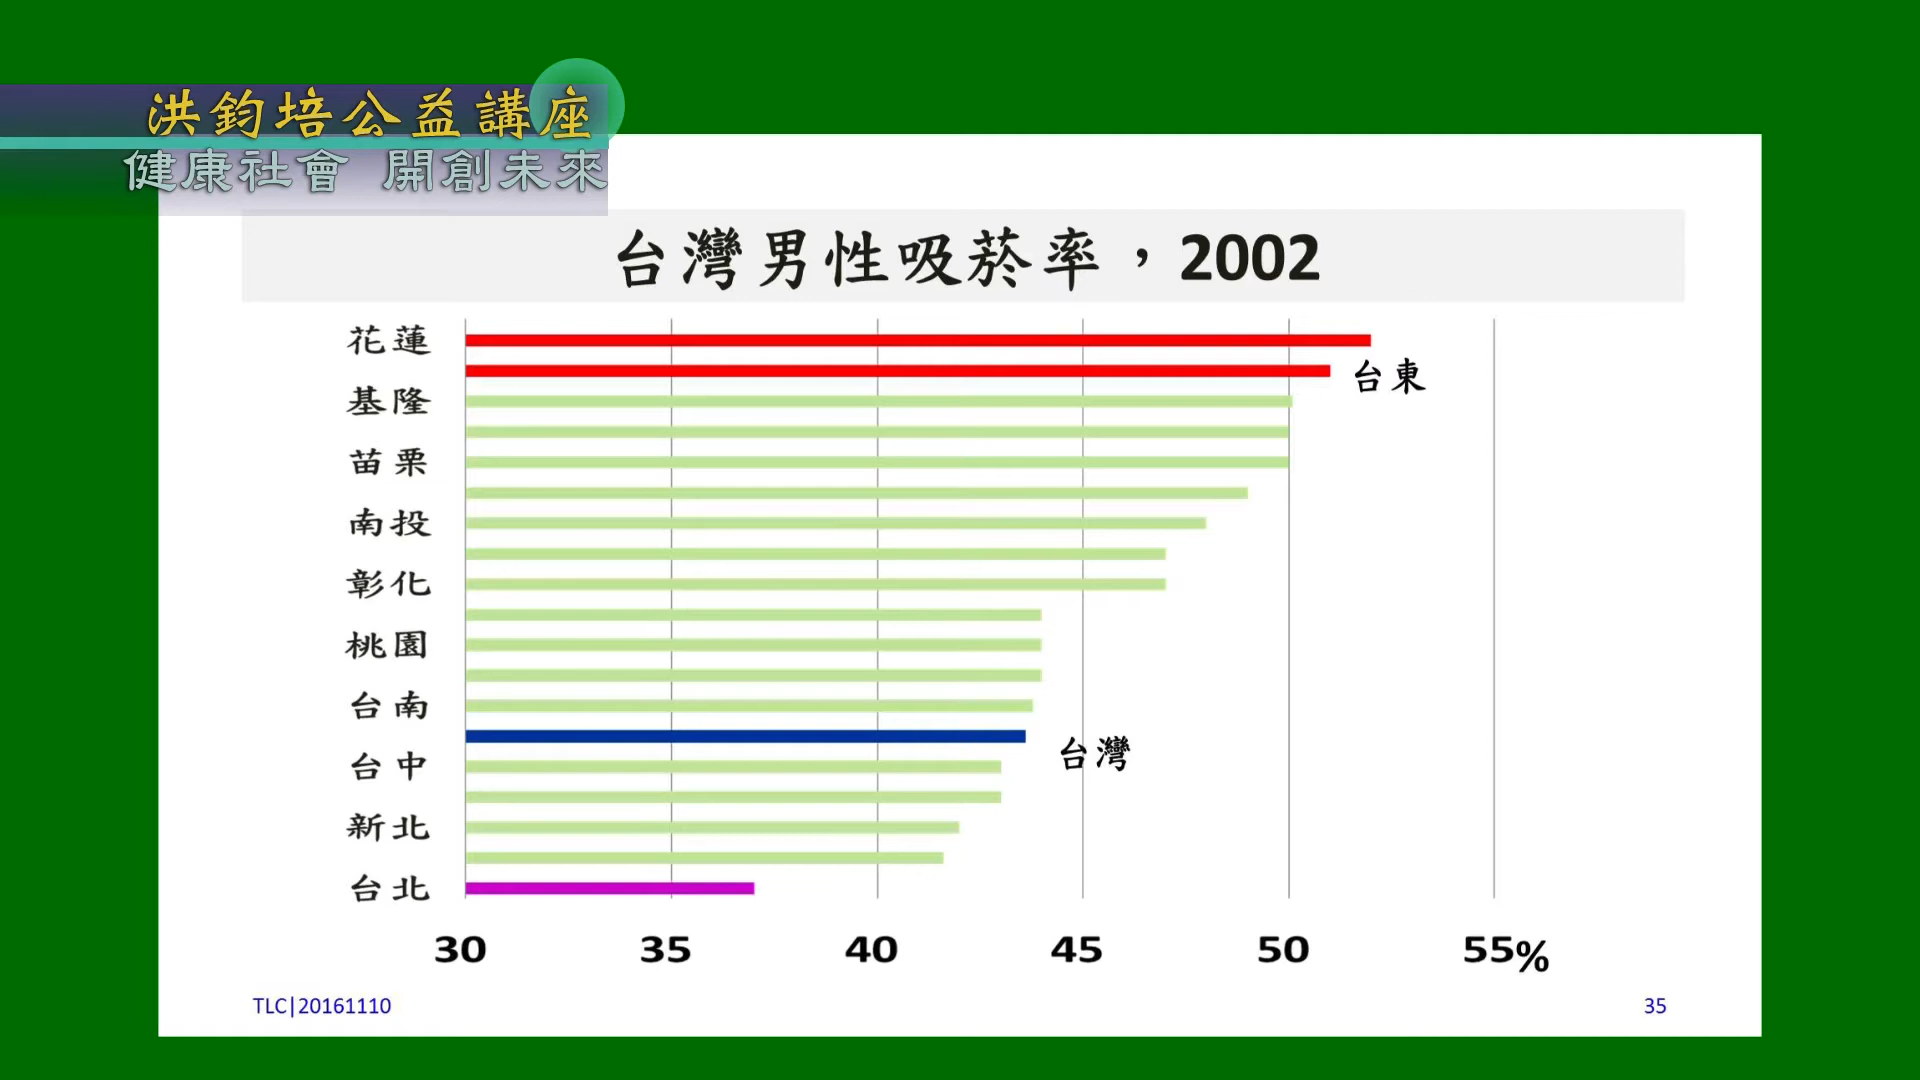 洪鈞培公益講座
健康社會 開創未來
台灣男性吸菸率，2002
花蓮
台東
基隆
苗栗
南投
彰化
桃園
台南
台灣
台中
新北
台北
30 35 40 45 50 55%
TLC|20161110
35